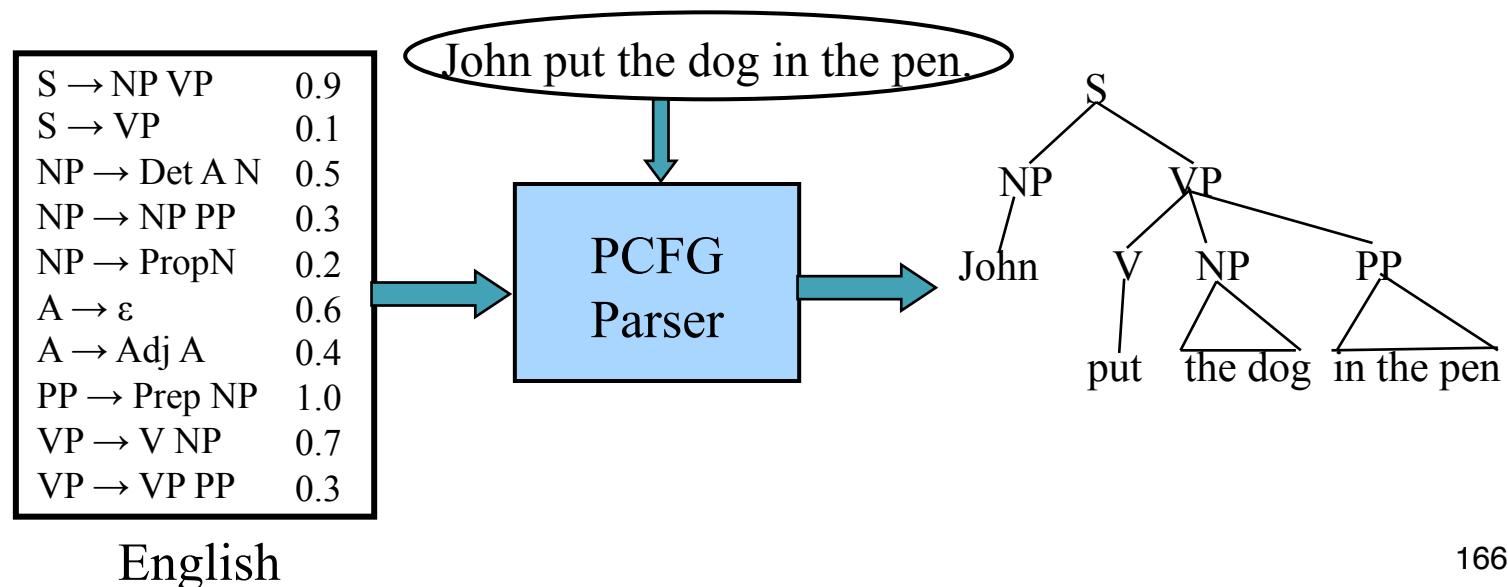 John put the dog in the pen.
S → NP VP 0.9
S → VP 0.1
NP → Det A N 0.5
NP → NP PP 0.3
NP → PropN 0.2
A → ε 0.6
A → Adj A 0.4
PP → Prep NP 1.0
VP → V NP 0.7
VP → VP PP 0.3
English
PCFG
Parser
S
NP VP
John V NP PP
put the dog in the pen
166